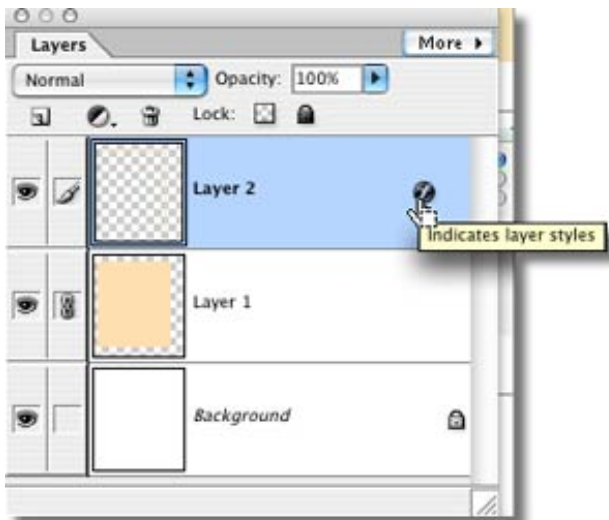 Layers
More
Normal
Opacity: 100%
Lock:
Layer 2
Indicates layer styles
Layer 1
Background